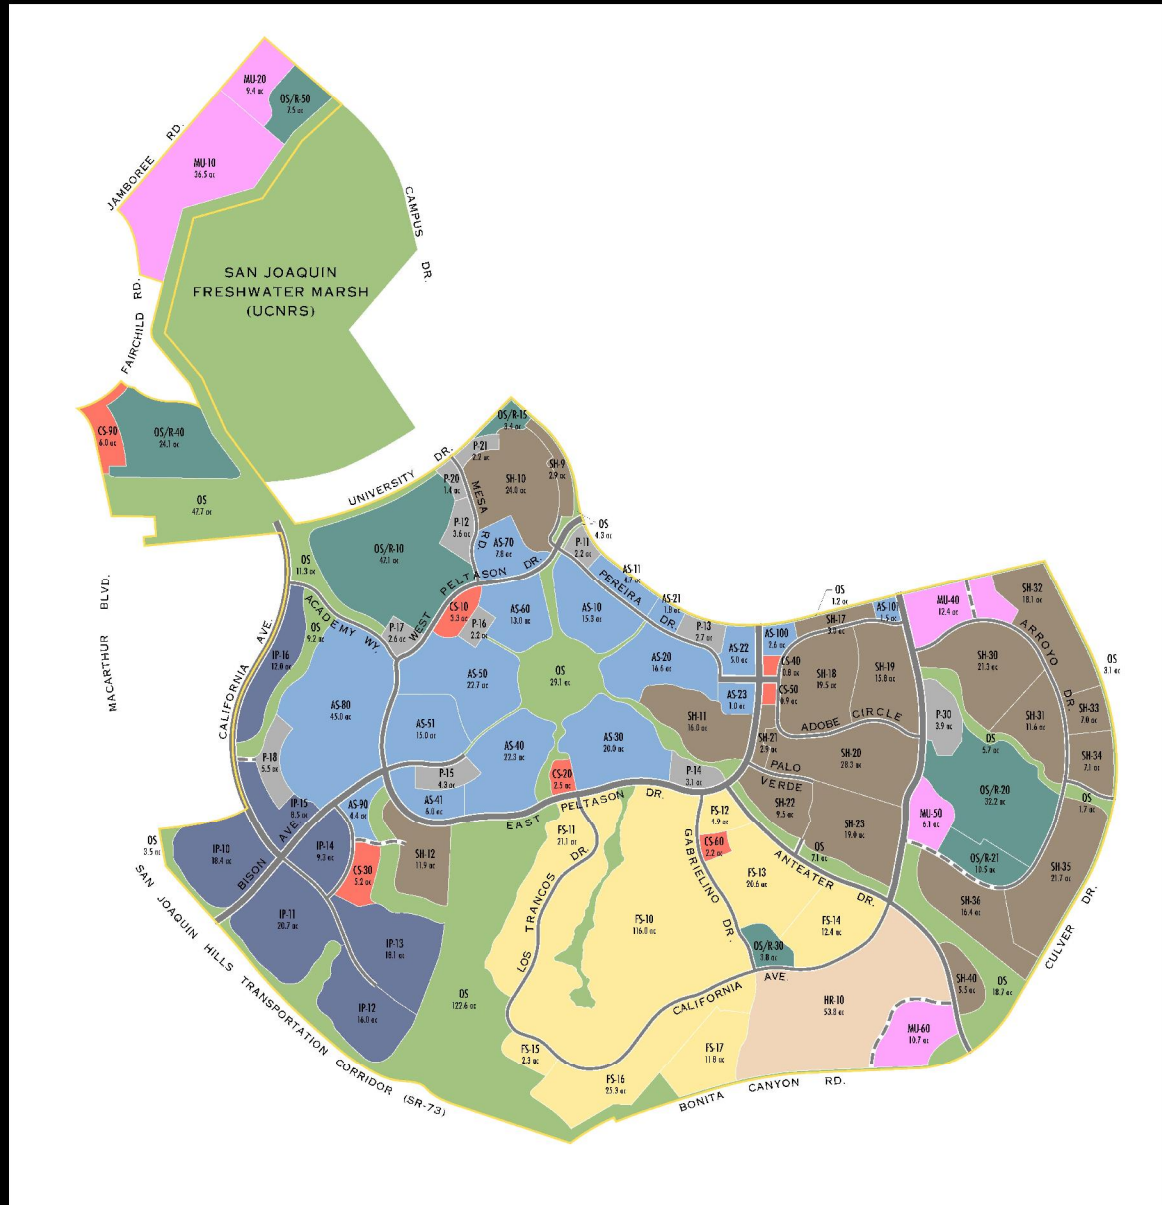 MU-20
9.4 ac
OS/R-50
7.5 ac
JAMBOREE RD.
MU-10
36.5 ac
CAMPUS DR.
SAN JOAQUIN
FRESHWATER MARSH
(UCNRS)
FAIRCHILD RD.
CS-90
6.0 ac
OS/R-40
24.1 ac
OS
47.7 ac
OS/R-15
3.4 ac
UNIVERSITY DR.
P-21
2.2 ac
P-20
1.4 ac
MESA RD.
SH-10
24.0 ac
SH-9
2.9 ac
P-12
3.6 ac
OS
4.3 ac
OS/R-10
42.1 ac
AS-70
7.8 ac
P-11
2.2 ac
OS
11.3 ac
WEST PELTASON DR.
PEREIRA DR.
AS-11
4.7 ac
AS-21
1.8 ac
MACARTHUR BLVD.
CALIFORNIA AVE.
ACADEMY WY.
OS
9.2 ac
P-17
2.6 ac
CS-10
5.3 ac
P-16
2.2 ac
AS-60
13.0 ac
AS-10
15.3 ac
P-13
2.7 ac
AS-22
5.0 ac
AS-100
2.6 ac
OS
1.2 ac
SH-17
AS-101
1.5 ac
MU-40
12.4 ac
SH-32
18.1 ac
ARROYO DR.
IP-16
12.0 ac
AS-50
22.7 ac
OS
29.1 ac
AS-20
16.6 ac
CS-40
0.8 ac
SH-18
19.5 ac
SH-19
15.8 ac
SH-30
21.3 ac
OS
3.1 ac
AS-80
45.0 ac
AS-23
1.0 ac
CS-50
0.9 ac
AS-51
15.0 ac
SH-11
16.0 ac
ADOBE CIRCLE
P-30
3.9 ac
SH-31
11.6 ac
SH-33
7.0 ac
AS-40
22.3 ac
AS-30
20.0 ac
SH-21
2.9 ac
SH-20
28.3 ac
OS
5.7 ac
SH-34
7.1 ac
P-18
5.5 ac
P-15
4.3 ac
CS-20
2.5 ac
P-14
3.1 ac
PALO VERDE
OS/R-20
32.2 ac
OS
1.7 ac
IP-15
8.5 ac
AS-90
4.4 ac
AS-41
6.0 ac
EAST PELTASON DR.
FS-12
4.9 ac
SH-22
9.5 ac
SH-23
19.0 ac
MU-50
6.1 ac
OS
3.5 ac
IP-10
18.4 ac
BISON AVE.
IP-14
9.3 ac
CS-30
5.2 ac
SH-12
11.9 ac
FS-11
21.1 ac
GABRIELINO DR.
CS-60
2.2 ac
OS
7.1 ac
ANTEATER DR.
OS/R-21
10.5 ac
SH-35
21.7 ac
FS-13
20.6 ac
SH-36
16.4 ac
CULVER DR.
SAN JOAQUIN HILLS TRANSPORTATION CORRIDOR (SR-73)
IP-11
20.7 ac
IP-13
18.1 ac
LOS TRANCOS DR.
FS-10
116.0 ac
FS-14
12.4 ac
OS/R-30
3.8 ac
SH-40
5.5 ac
OS
18.7 ac
OS
122.6 ac
IP-12
16.0 ac
CALIFORNIA AVE.
HR-10
53.8 ac
MU-60
10.7 ac
FS-15
2.3 ac
FS-17
11.8 ac
FS-16
25.3 ac
BONITA CANYON RD.